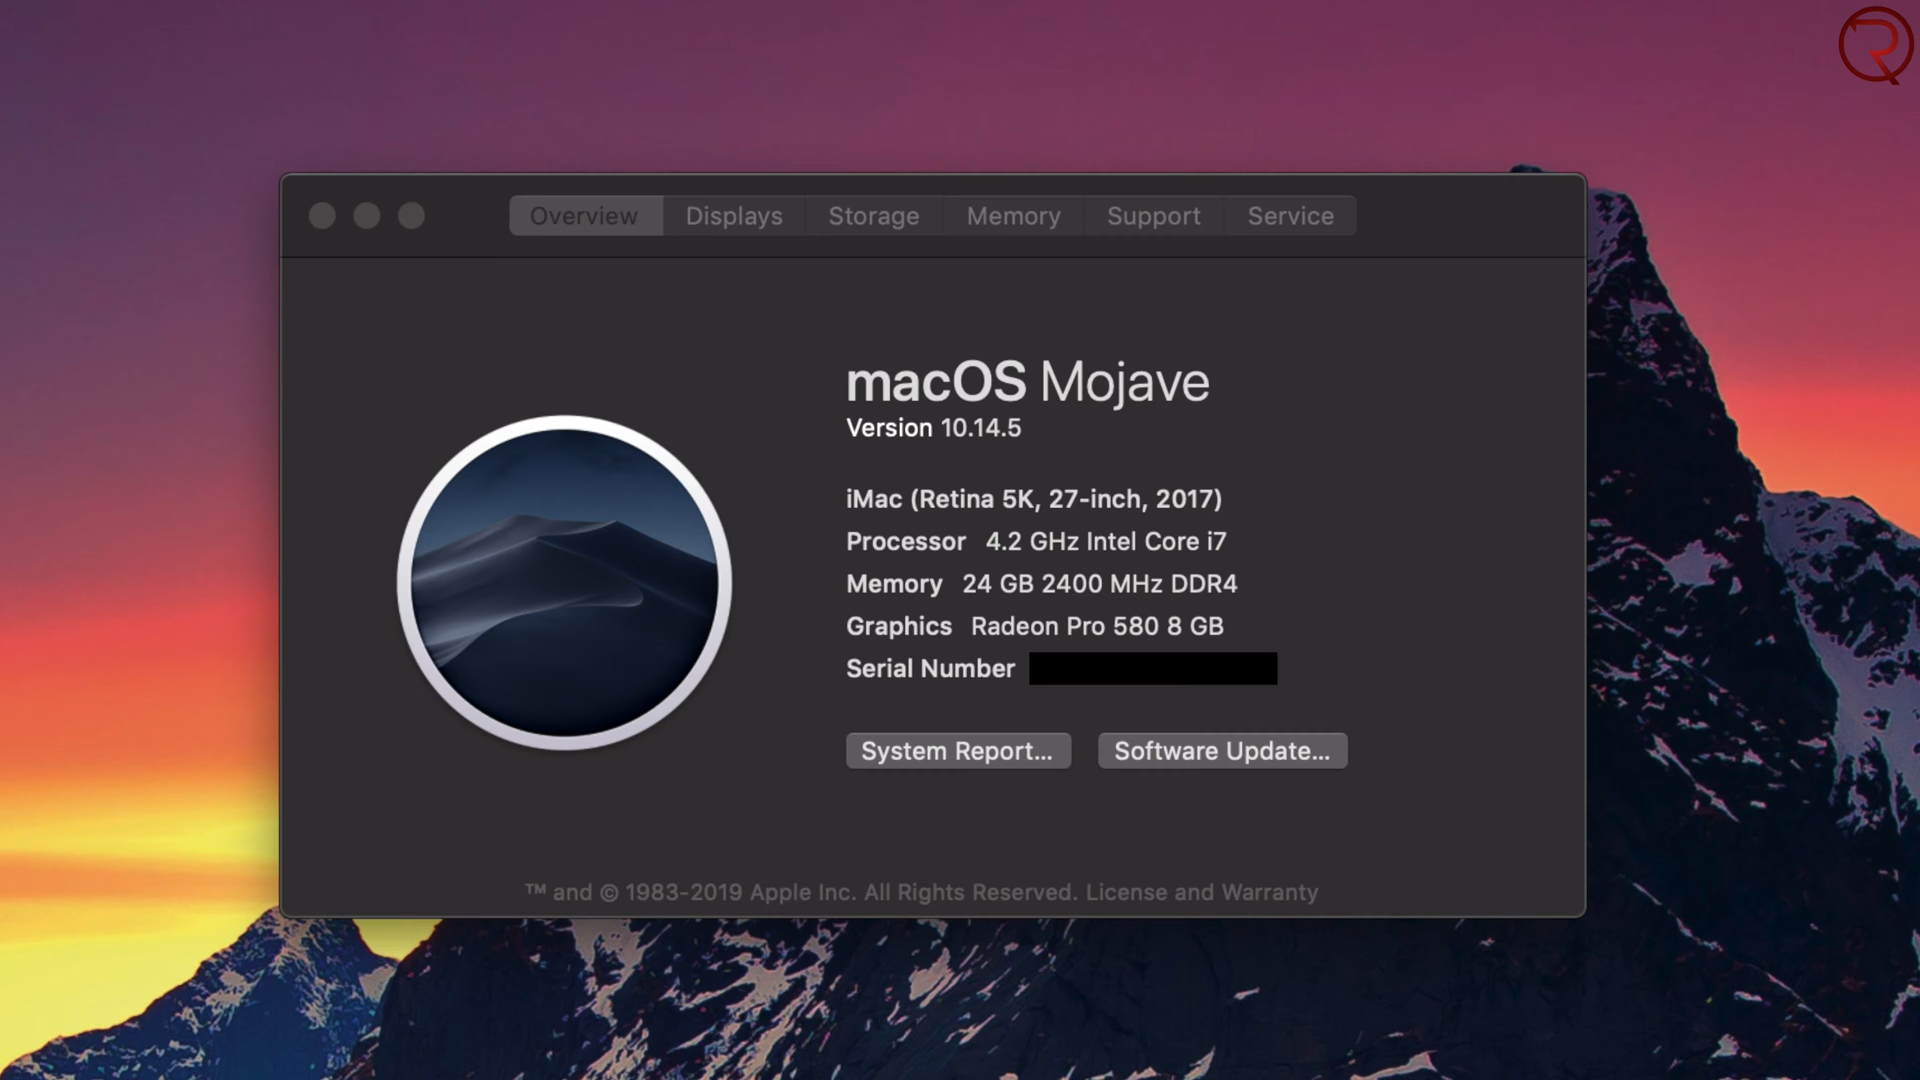 Overview Displays Storage Memory Support Service
macOS Mojave
Version 10.14.5
iMac (Retina 5K, 27-inch, 2017)
Processor 4.2 GHz Intel Core i7
Memory 24 GB 2400 MHz DDR4
Graphics Radeon Pro 580 8 GB
Serial Number
System Report... Software Update...
™ and © 1983-2019 Apple Inc. All Rights Reserved. License and Warranty